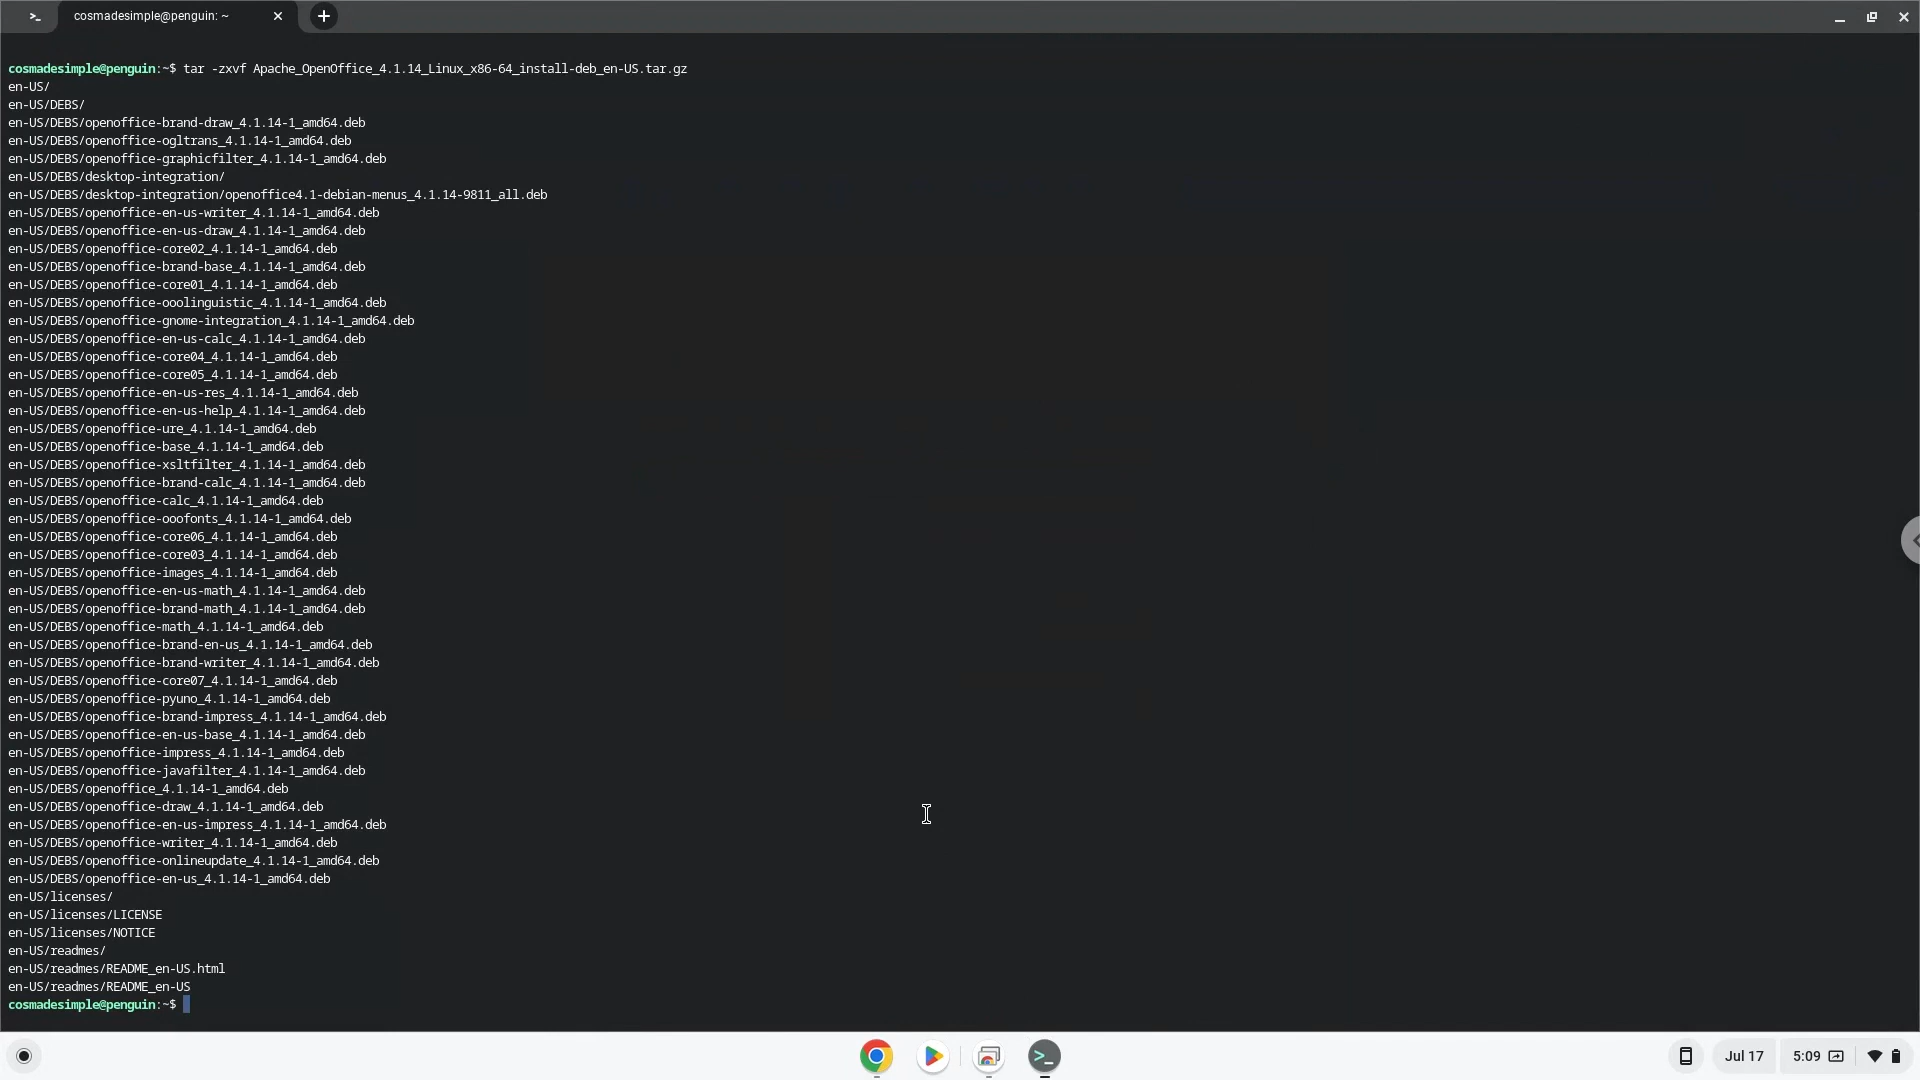 >_ cosmadesimple@penguin: ~
cosmadesimple@penguin:~$ tar -zxvf Apache_OpenOffice_4.1.14_Linux_x86-64_install-deb_en-US.tar.gz
en-US/
en-US/DEBS/
en-US/DEBS/openoffice-brand-draw_4.1.14-1_amd64.deb
en-US/DEBS/openoffice-ogltrans_4.1.14-1_amd64.deb
en-US/DEBS/openoffice-graphicfilter_4.1.14-1_amd64.deb
en-US/DEBS/desktop-integration/
en-US/DEBS/desktop-integration/openoffice4.1-debian-menus_4.1.14-9811_all.deb
en-US/DEBS/openoffice-en-us-writer_4.1.14-1_amd64.deb
en-US/DEBS/openoffice-en-us-draw_4.1.14-1_amd64.deb
en-US/DEBS/openoffice-core02_4.1.14-1_amd64.deb
en-US/DEBS/openoffice-brand-base_4.1.14-1_amd64.deb
en-US/DEBS/openoffice-core01_4.1.14-1_amd64.deb
en-US/DEBS/openoffice-ooolinguistic_4.1.14-1_amd64.deb
en-US/DEBS/openoffice-gnome-integration_4.1.14-1_amd64.deb
en-US/DEBS/openoffice-en-us-calc_4.1.14-1_amd64.deb
en-US/DEBS/openoffice-core04_4.1.14-1_amd64.deb
en-US/DEBS/openoffice-core05_4.1.14-1_amd64.deb
en-US/DEBS/openoffice-en-us-res_4.1.14-1_amd64.deb
en-US/DEBS/openoffice-en-us-help_4.1.14-1_amd64.deb
en-US/DEBS/openoffice-ure_4.1.14-1_amd64.deb
en-US/DEBS/openoffice-base_4.1.14-1_amd64.deb
en-US/DEBS/openoffice-xsltfilter_4.1.14-1_amd64.deb
en-US/DEBS/openoffice-brand-calc_4.1.14-1_amd64.deb
en-US/DEBS/openoffice-calc_4.1.14-1_amd64.deb
en-US/DEBS/openoffice-ooofonts_4.1.14-1_amd64.deb
en-US/DEBS/openoffice-core06_4.1.14-1_amd64.deb
en-US/DEBS/openoffice-core03_4.1.14-1_amd64.deb
en-US/DEBS/openoffice-images_4.1.14-1_amd64.deb
en-US/DEBS/openoffice-en-us-math_4.1.14-1_amd64.deb
en-US/DEBS/openoffice-brand-math_4.1.14-1_amd64.deb
en-US/DEBS/openoffice-math_4.1.14-1_amd64.deb
en-US/DEBS/openoffice-brand-en-us_4.1.14-1_amd64.deb
en-US/DEBS/openoffice-brand-writer_4.1.14-1_amd64.deb
en-US/DEBS/openoffice-core07_4.1.14-1_amd64.deb
en-US/DEBS/openoffice-pyuno_4.1.14-1_amd64.deb
en-US/DEBS/openoffice-brand-impress_4.1.14-1_amd64.deb
en-US/DEBS/openoffice-en-us-base_4.1.14-1_amd64.deb
en-US/DEBS/openoffice-impress_4.1.14-1_amd64.deb
en-US/DEBS/openoffice-javafilter_4.1.14-1_amd64.deb
en-US/DEBS/openoffice_4.1.14-1_amd64.deb
en-US/DEBS/openoffice-draw_4.1.14-1_amd64.deb
en-US/DEBS/openoffice-en-us-impress_4.1.14-1_amd64.deb
en-US/DEBS/openoffice-writer_4.1.14-1_amd64.deb
en-US/DEBS/openoffice-onlineupdate_4.1.14-1_amd64.deb
en-US/DEBS/openoffice-en-us_4.1.14-1_amd64.deb
en-US/licenses/
en-US/licenses/LICENSE
en-US/licenses/NOTICE
en-US/readmes/
en-US/readmes/README_en-US.html
en-US/readmes/README_en-US
cosmadesimple@penguin:~$
>_ Jul 17 5:09